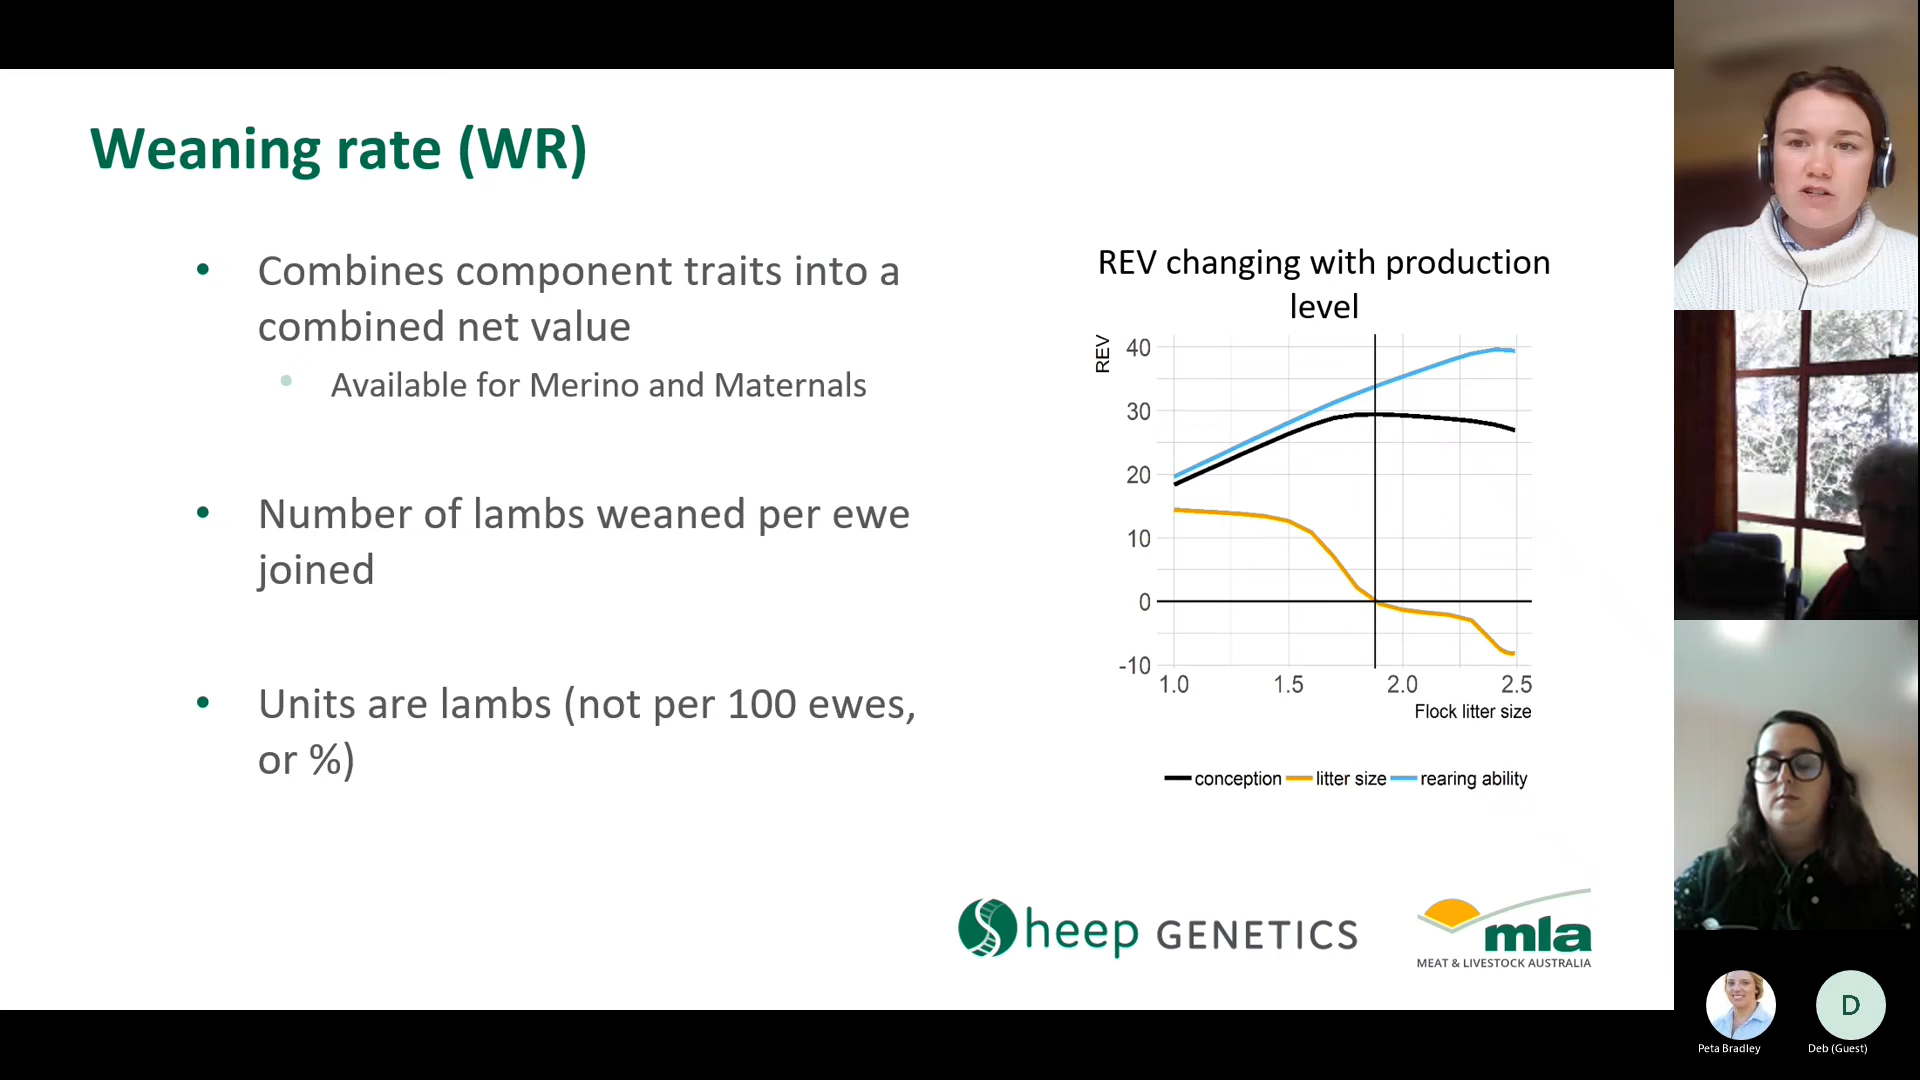 Weaning rate (WR)
• Combines component traits into a
combined net value
• Available for Merino and Maternals
• Number of lambs weaned per ewe
joined
• Units are lambs (not per 100 ewes,
or %)
REV changing with production
level
REV
40
30
20
10
0
-10
1.0 1.5 2.0 2.5
Flock litter size
conception litter size rearing ability
Sheep GENETICS
mla
MEAT & LIVESTOCK AUSTRALIA
D
Peta Bradley
Deb (Guest)